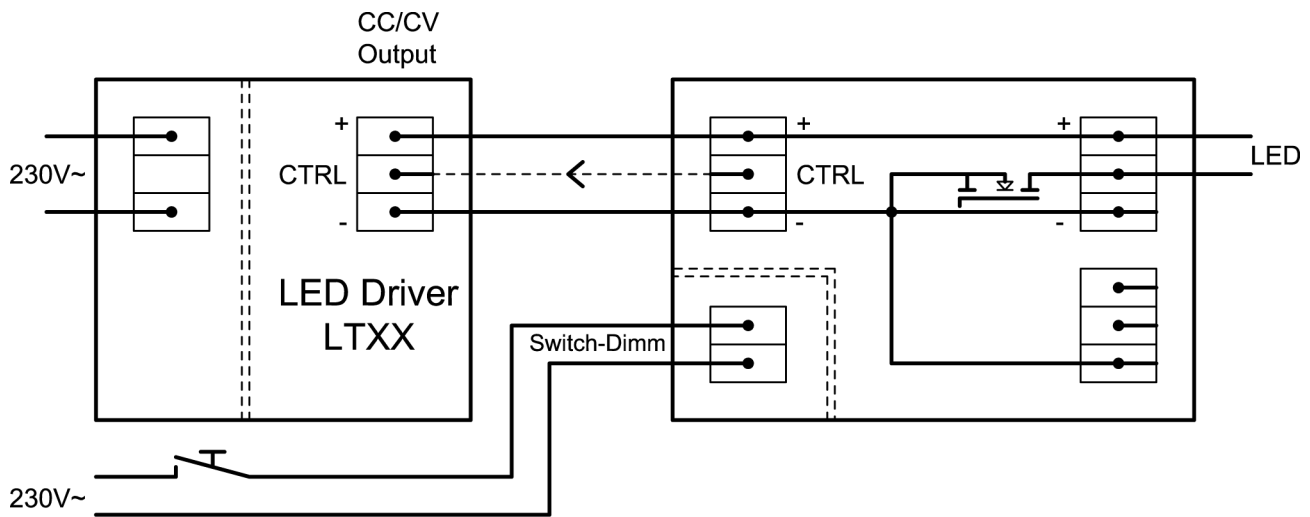 CC/CV
Output
+
+
+
230V~
CTRL
CTRL
LED
-
-
-
LED Driver
LTXX
Switch-Dimm
230V~